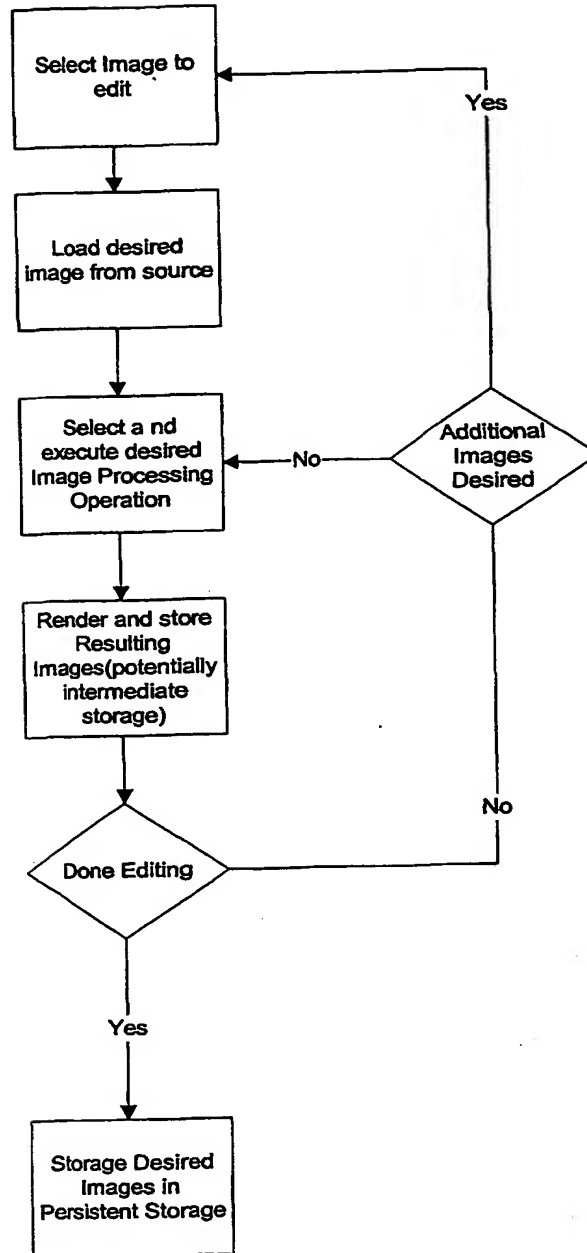 Select Image to
edit
Yes
Load desired
image from source
Select a nd
execute desired
Image Processing
Operation
No
Additional
Images
Desired
Render and store
Resulting
Images(potentially
intermediate
storage)
No
Done Editing
Yes
Storage Desired
Images in
Persistent Storage